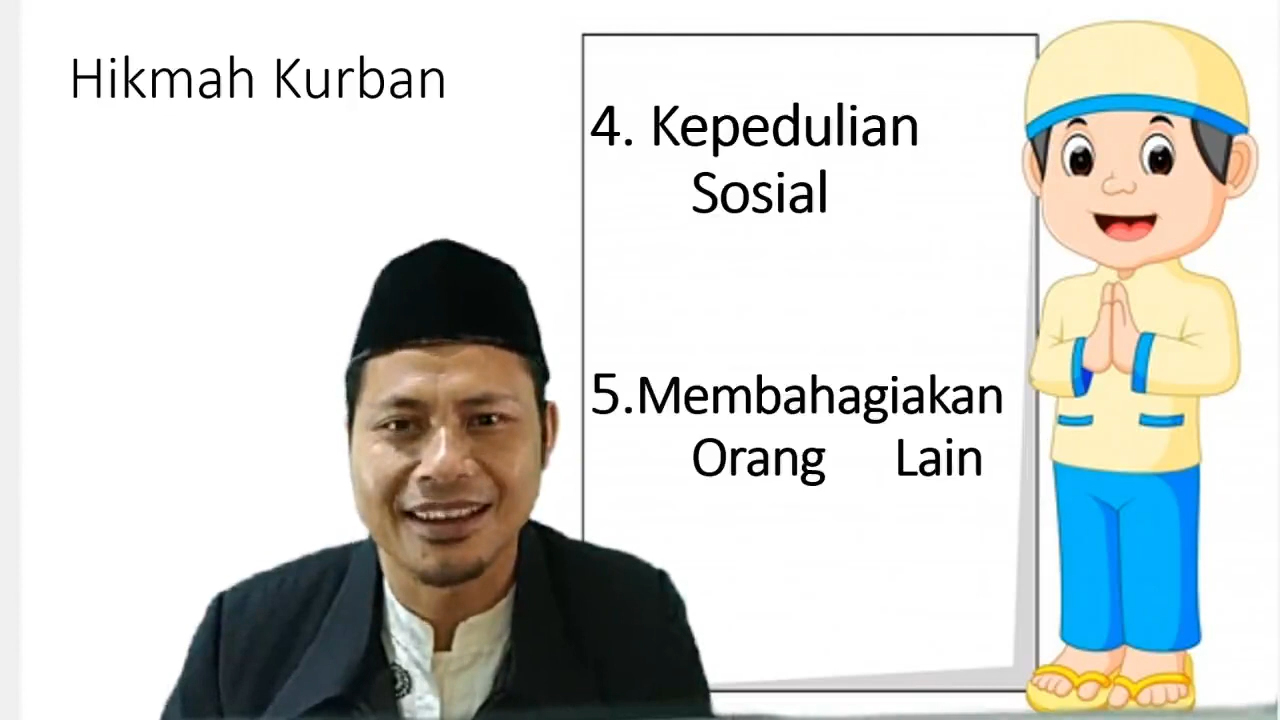 Hikmah Kurban
4. Kepedulian
Sosial
5.Membahagiakan
Orang Lain